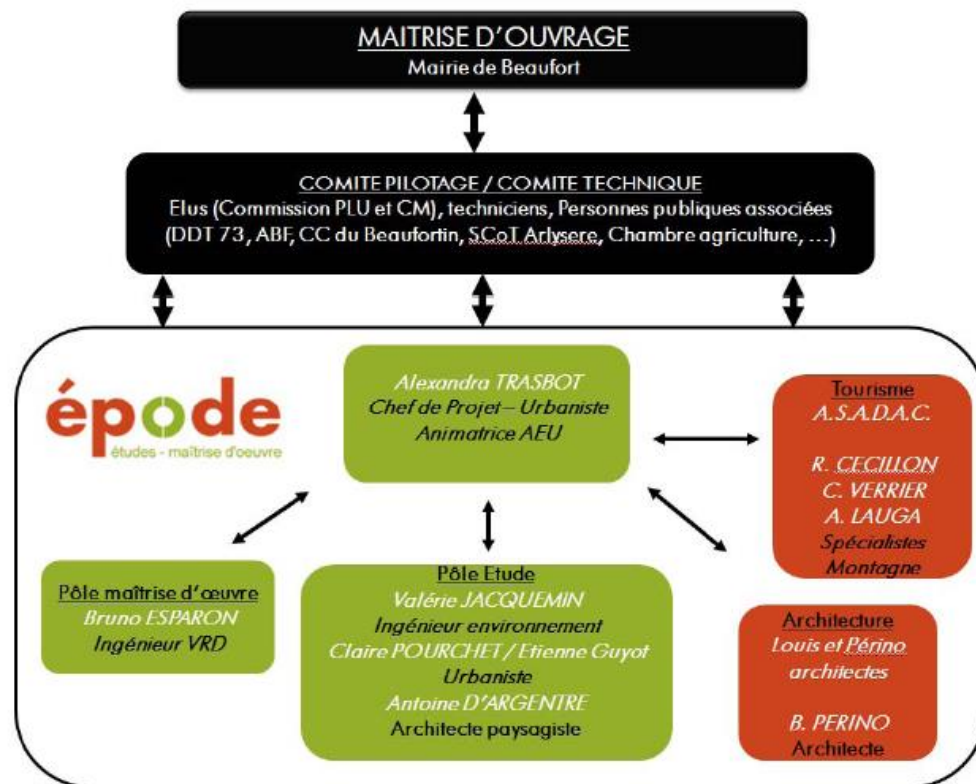 MAITRISE D'OUVRAGE
Mairie de Beaufort
COMITE PILOTAGE / COMITE TECHNIQUE
Elus (Commission PLU et CM), techniciens, Personnes publiques associées
(DDT 73, ABF, CC du Beaufortin, SCoT Arlysere, Chambre agriculture, ...)
épode
études - maîtrise d'oeuvre
Alexandra TRASBOT
Chef de Projet – Urbaniste
Animatrice AEU
Tourisme
A.S.A.D.A.C.
R. CECILLON
C. VERRIER
A. LAUGA
Spécialistes
Montagne
Pôle maîtrise d'œuvre
Bruno ESPARON
Ingénieur VRD
Pôle Etude
Valérie JACQUEMIN
Ingénieur environnement
Claire POURCHET / Etienne Guyot
Urbaniste
Antoine D'ARGENTRE
Architecte paysagiste
Architecture
Louis et Périno
architectes
B. PERINO
Architecte